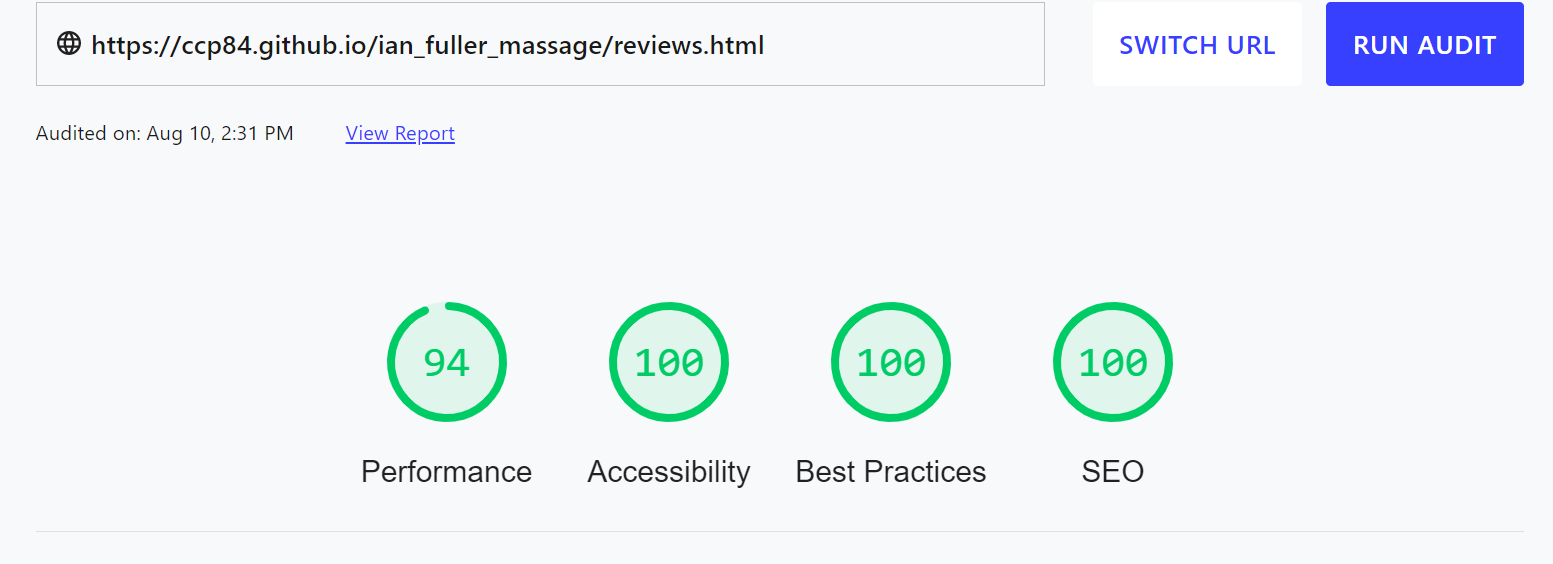 https://ccp84.github.io/ian_fuller_massage/reviews.html
SWITCH URL
RUN AUDIT
Audited on: Aug 10, 2:31 PM
View Report
94
100
100
100
Performance
Accessibility
Best Practices
SEO